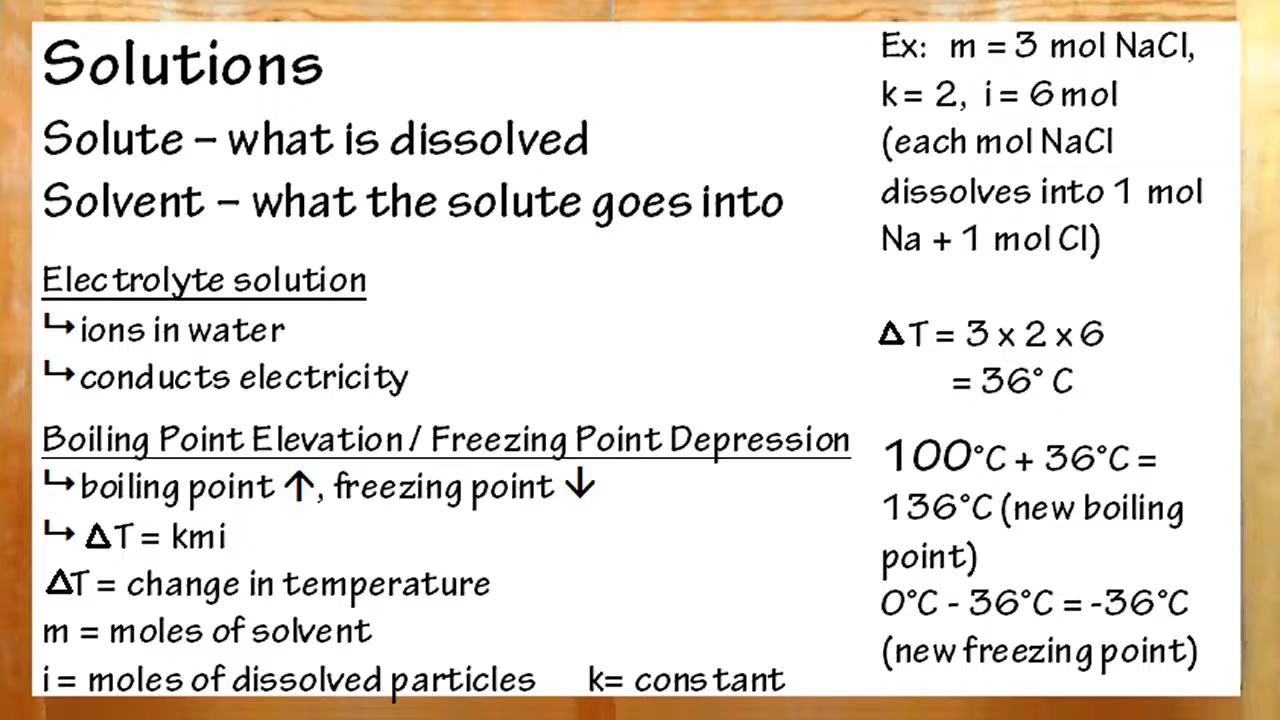 Solutions
Solute – what is dissolved
Solvent – what the solute goes into
Electrolyte solution
↳ ions in water
↳ conducts electricity
Boiling Point Elevation / Freezing Point Depression
↳ boiling point ↑, freezing point ↓
↳ ΔT = kmi
ΔT = change in temperature
m = moles of solvent
i = moles of dissolved particles k= constant
Ex: m = 3 mol NaCl,
k = 2, i = 6 mol
(each mol NaCl
dissolves into 1 mol
Na + 1 mol Cl)
ΔT = 3 x 2 x 6
= 36° C
100°C + 36°C =
136°C (new boiling
point)
0°C - 36°C = -36°C
(new freezing point)